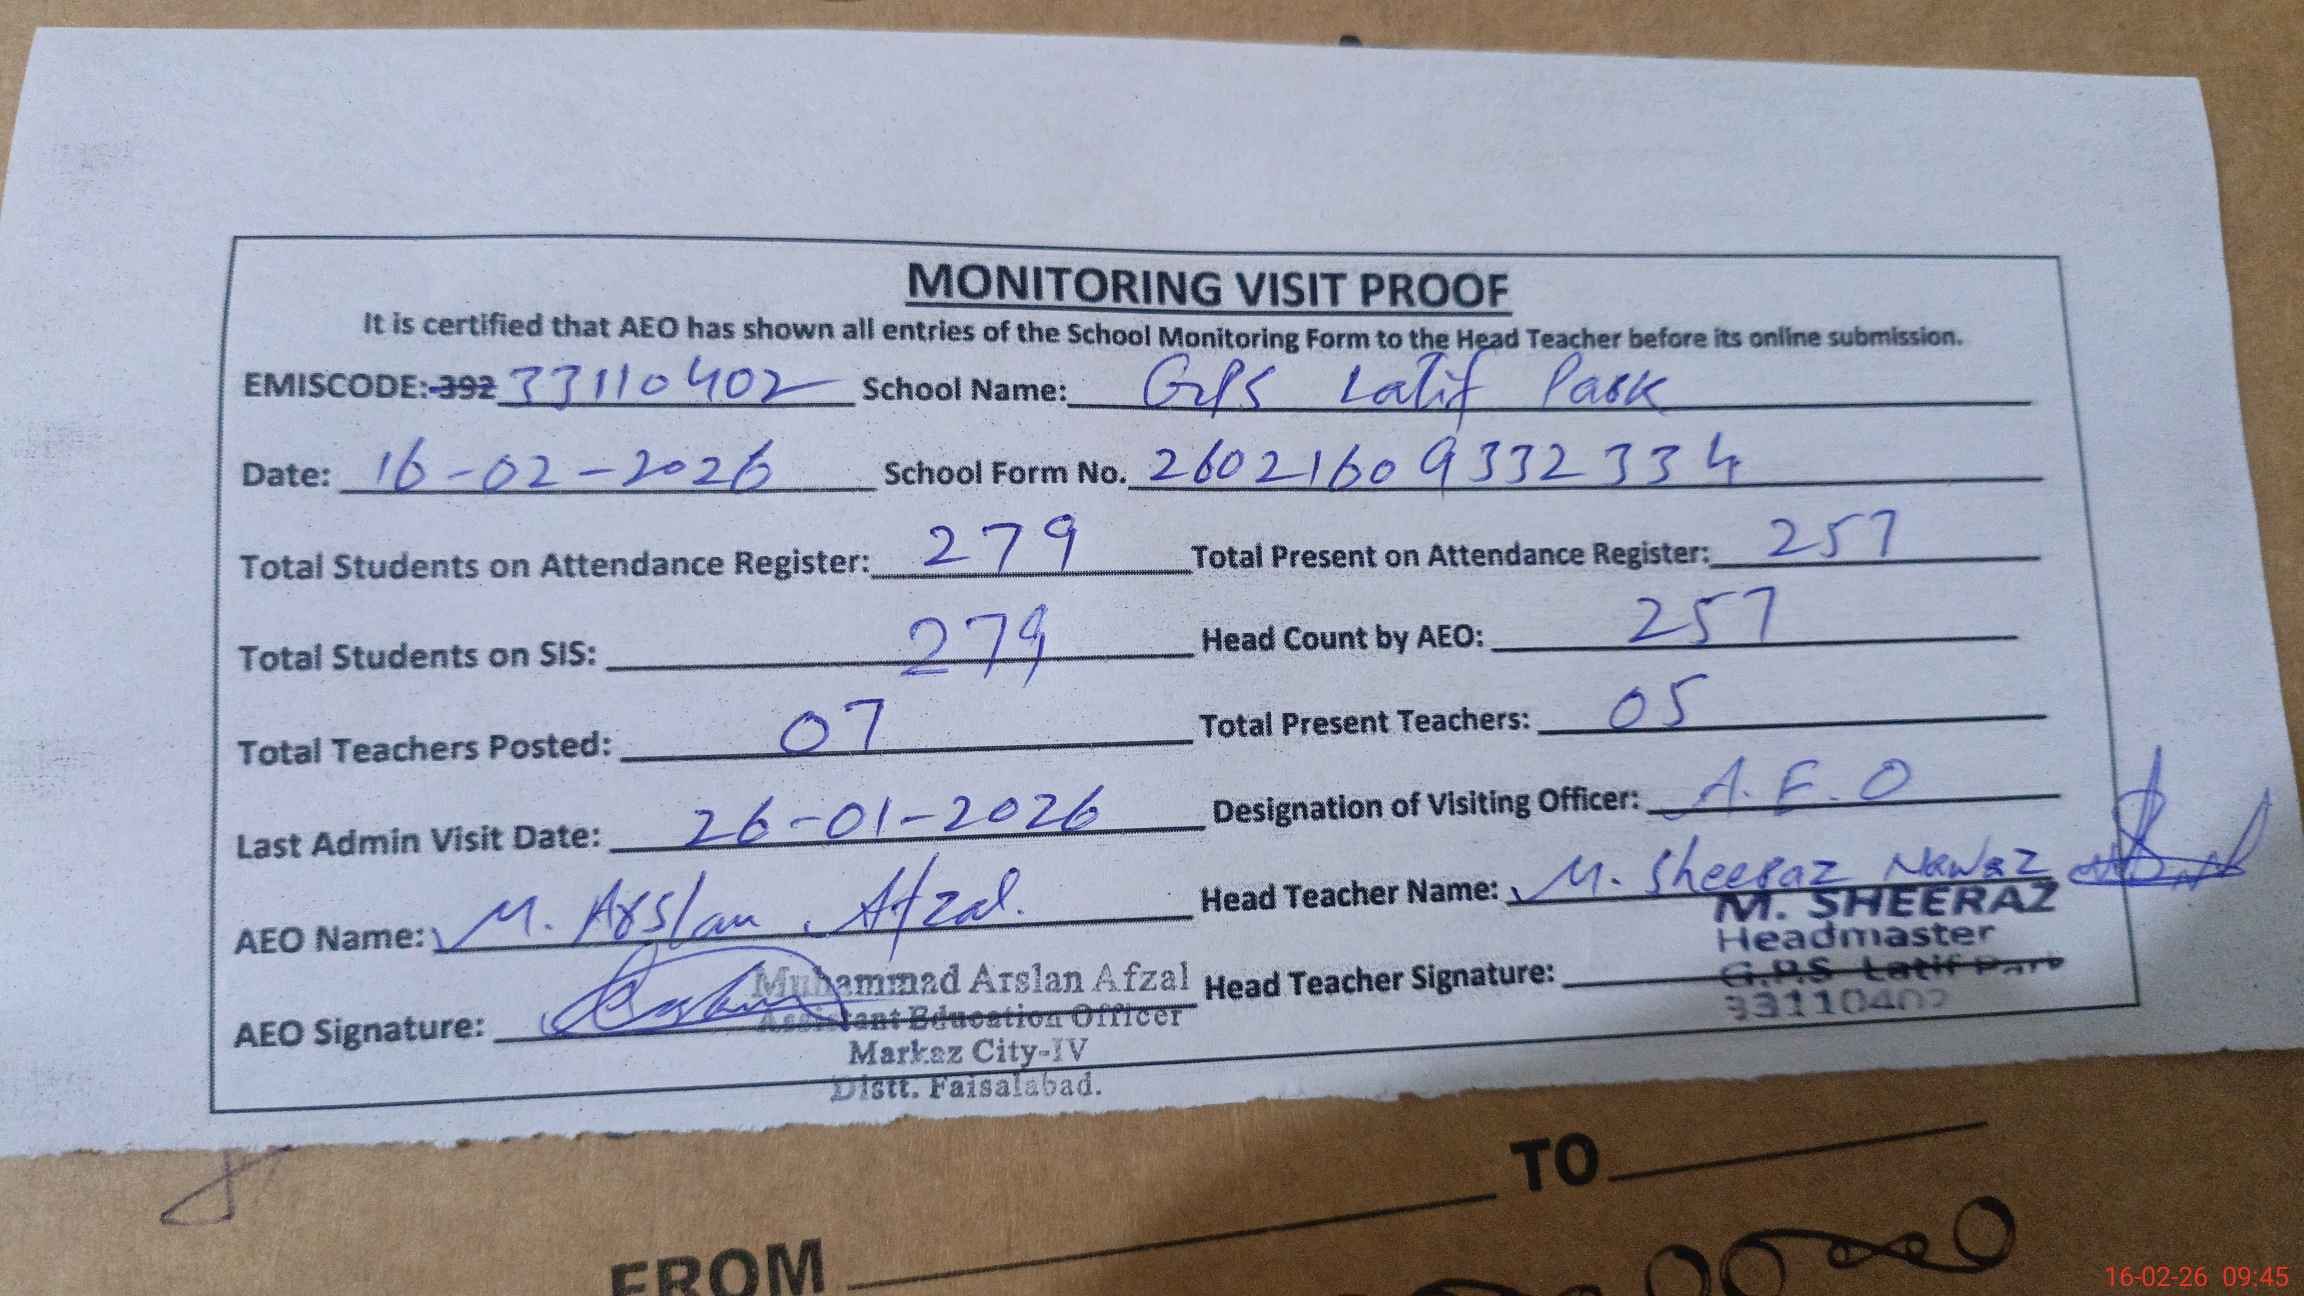 MONITORING VISIT PROOF
It is certified that AEO has shown all entries of the School Monitoring Form to the Head Teacher before its online submission.
EMISCODE:-392 33110402 School Name: GPS Latif Park
Date: 16-02-2026 School Form No. 26021609332334
Total Students on Attendance Register: 279 Total Present on Attendance Register: 257
Total Students on SIS: 279 Head Count by AEO: 257
Total Teachers Posted: 07 Total Present Teachers: 05
Last Admin Visit Date: 26-01-2026 Designation of Visiting Officer: A.E.O
AEO Name: M. Arslan Afzal. Head Teacher Name: M. Sheeraz Nawaz
AEO Signature: Head Teacher Signature:
Muhammad Arslan Afzal
Assistant Education Officer
Markaz City-IV
Distt. Faisalabad.
M. SHEERAZ
Headmaster
G.P.S Latif Park
33110402
TO
FROM
16-02-26 09:45